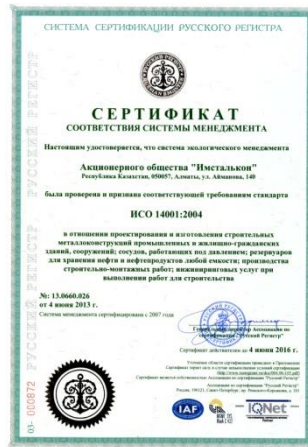 СИСТЕМА СЕРТИФИКАЦИИ РУССКОГО РЕГИСТРА
СЕРТИФИКАТ
СООТВЕТСТВИЯ СИСТЕМЫ МЕНЕДЖМЕНТА
Настоящим удостоверяется, что система экологического менеджмента
Акционерного общества "Имсталькон"
Республика Казахстан, 050057, Алматы, ул. Айманова, 140
была проверена и признана соответствующей требованиям стандарта
ИСО 14001:2004
в отношении проектирования и изготовления строительных
металлоконструкций промышленных и жилищно-гражданских
зданий, сооружений; сосудов, работающих под давлением; резервуаров
для хранения нефти и нефтепродуктов любой емкости; производства
строительно-монтажных работ; инжиниринговых услуг при
выполнении работ для строительства
№: 13.0660.026
от 4 июня 2013 г.
Система менеджмента сертифицирована с 2007 года
Сертификат действителен до 4 июня 2016 г.
РУССКИЙ РЕГИСТР
000872
IAF
IQNet